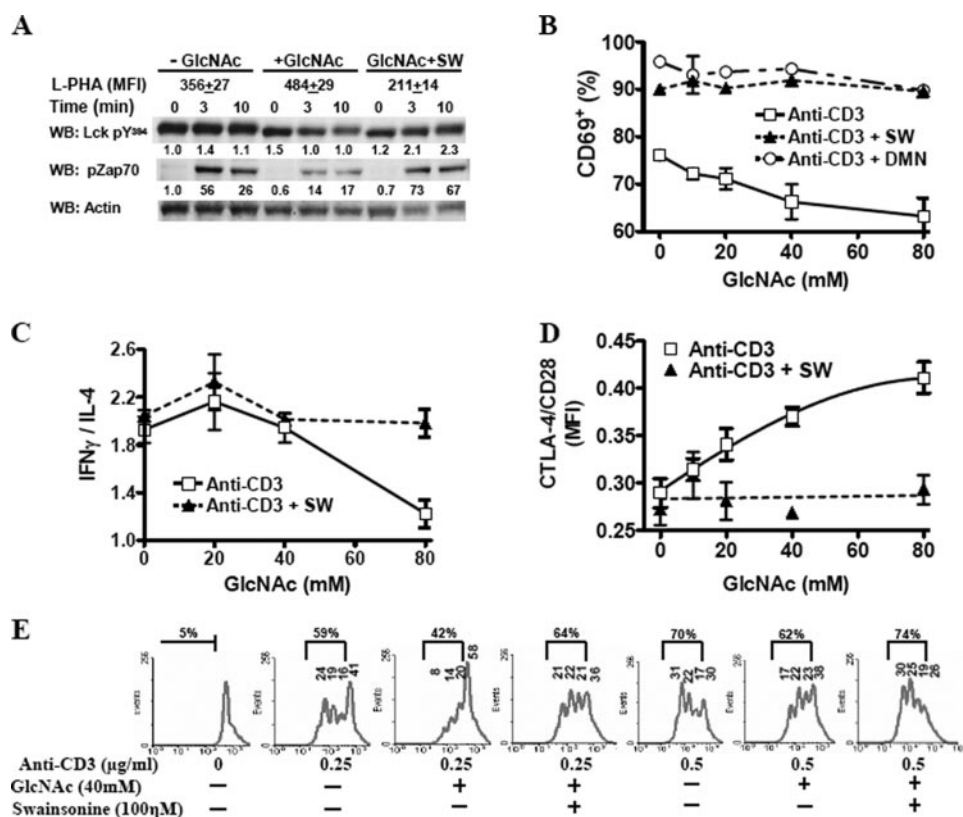 A
- GlcNAc +GlcNAc GlcNAc+SW
L-PHA (MFI) 356±27 484±29 211±14
Time (min) 0 3 10 0 3 10 0 3 10
WB: Lck pY³⁹⁴
1.0 1.4 1.1 1.5 1.0 1.0 1.2 2.1 2.3
WB: pZap70
1.0 56 26 0.6 14 17 0.7 73 67
WB: Actin
B
CD69⁺ (%)
100
90
80
70
60
Anti-CD3
Anti-CD3 + SW
Anti-CD3 + DMN
0 20 40 60 80
GlcNAc (mM)
C
IFNγ / IL-4
2.6
2.2
1.8
1.4
1.0
Anti-CD3
Anti-CD3 + SW
0 20 40 60 80
GlcNAc (mM)
D
CTLA-4/CD28
(MFI)
0.45
0.40
0.35
0.30
0.25
Anti-CD3
Anti-CD3 + SW
0 20 40 60 80
GlcNAc (mM)
E
5% 59% 42% 64% 70% 62% 74%
24 19 16 41
8 14 20 58
21 22 21 36
31 22 17 30
17 22 23 38
30 25 19 26
Events Events Events Events Events Events Events
Anti-CD3 (µg/ml) 0 0.25 0.25 0.25 0.5 0.5 0.5
GlcNAc (40mM) − − + + − + +
Swainsonine (100ηM) − − − + − − +